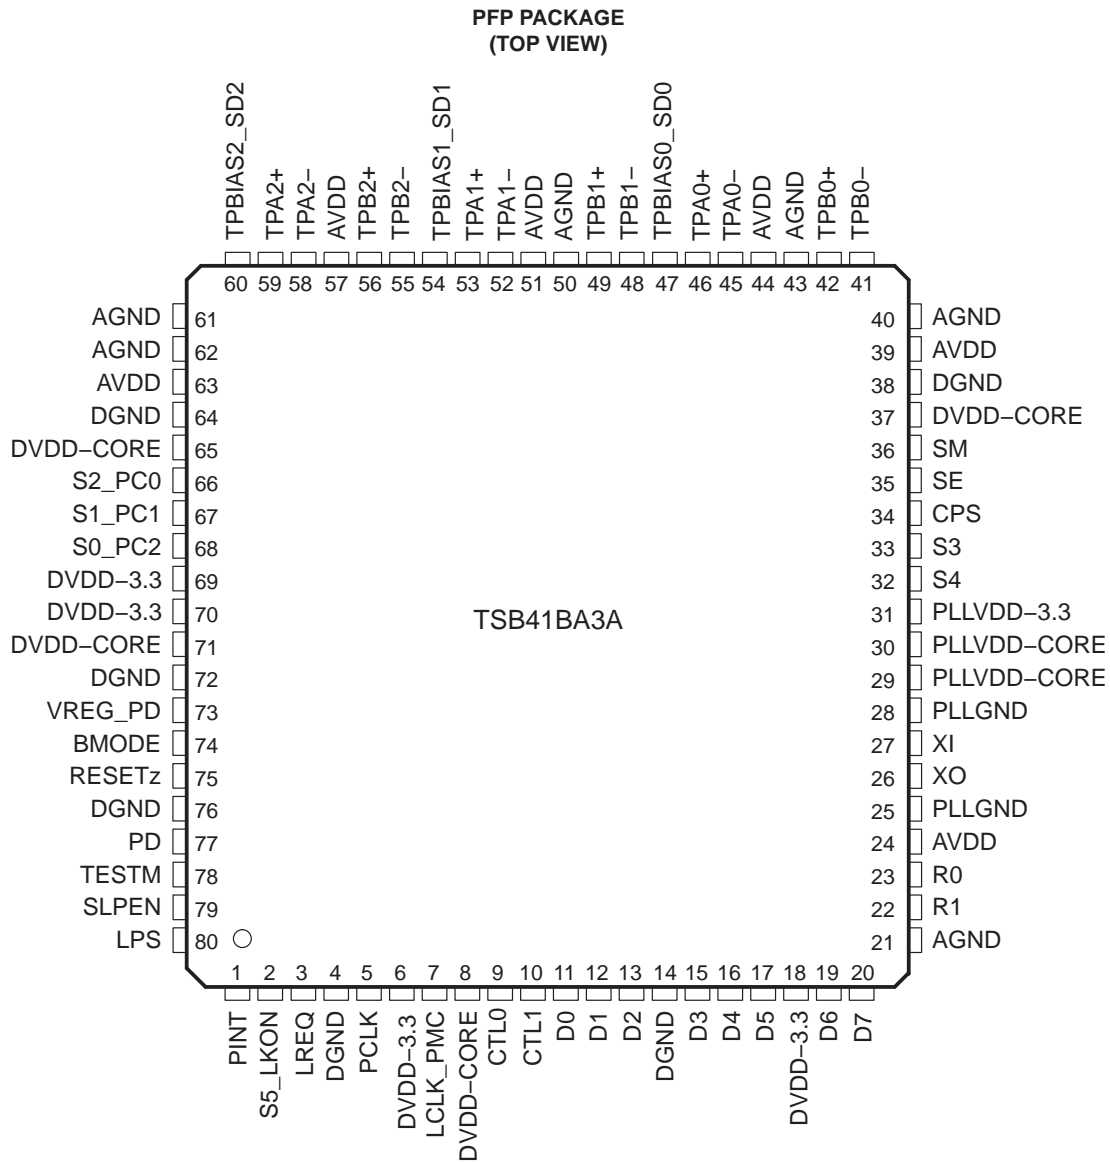 PFP PACKAGE
(TOP VIEW)
TPBIAS2_SD2
TPA2+
TPA2–
AVDD
TPB2+
TPB2–
TPBIAS1_SD1
TPA1+
TPA1–
AVDD
AGND
TPB1+
TPB1–
TPBIAS0_SD0
TPA0+
TPA0–
AVDD
AGND
TPB0+
TPB0–
60 59 58 57 56 55 54 53 52 51 50 49 48 47 46 45 44 43 42 41
AGND 61
AGND 62
AVDD 63
DGND 64
DVDD–CORE 65
S2_PC0 66
S1_PC1 67
S0_PC2 68
DVDD–3.3 69
DVDD–3.3 70
DVDD–CORE 71
DGND 72
VREG_PD 73
BMODE 74
RESETz 75
DGND 76
PD 77
TESTM 78
SLPEN 79
LPS 80
TSB41BA3A
40 AGND
39 AVDD
38 DGND
37 DVDD–CORE
36 SM
35 SE
34 CPS
33 S3
32 S4
31 PLLVDD–3.3
30 PLLVDD–CORE
29 PLLVDD–CORE
28 PLLGND
27 XI
26 XO
25 PLLGND
24 AVDD
23 R0
22 R1
21 AGND
1 2 3 4 5 6 7 8 9 10 11 12 13 14 15 16 17 18 19 20
PINT
S5_LKON
LREQ
DGND
PCLK
DVDD–3.3
LCLK_PMC
DVDD–CORE
CTL0
CTL1
D0
D1
D2
DGND
D3
D4
D5
DVDD–3.3
D6
D7